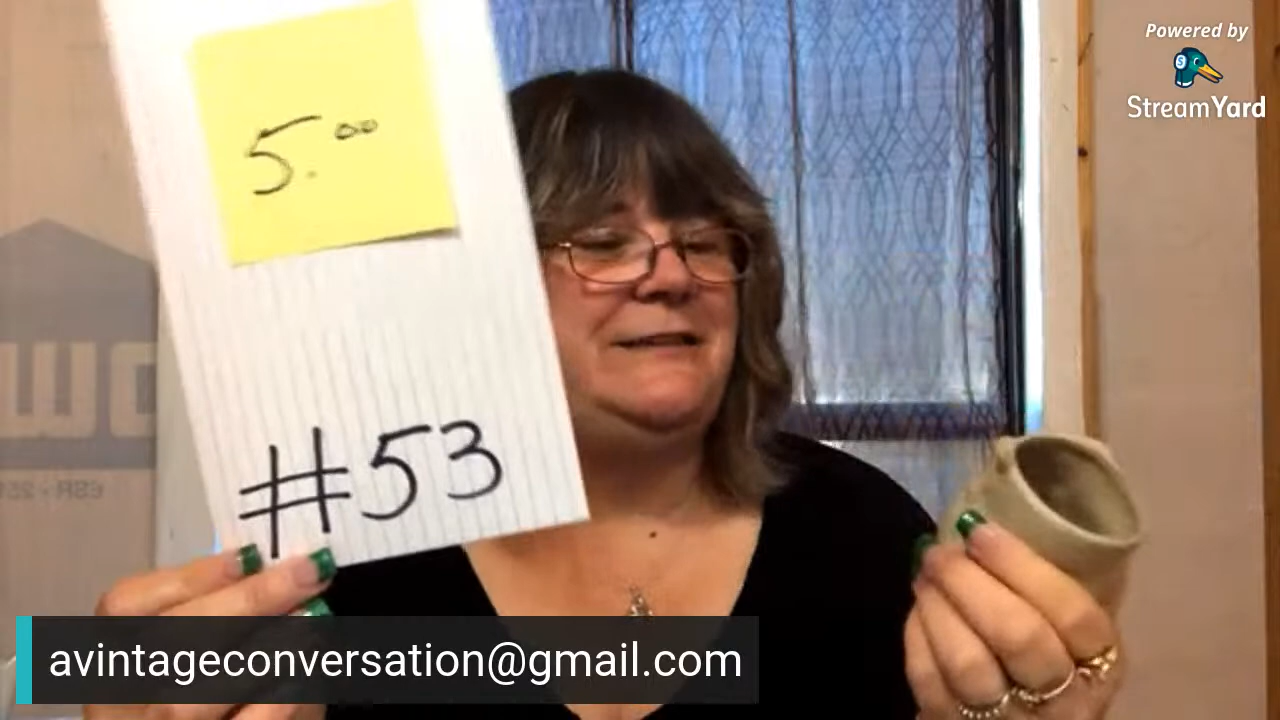 Powered by
StreamYard
5.00
#53
avintageconversation@gmail.com